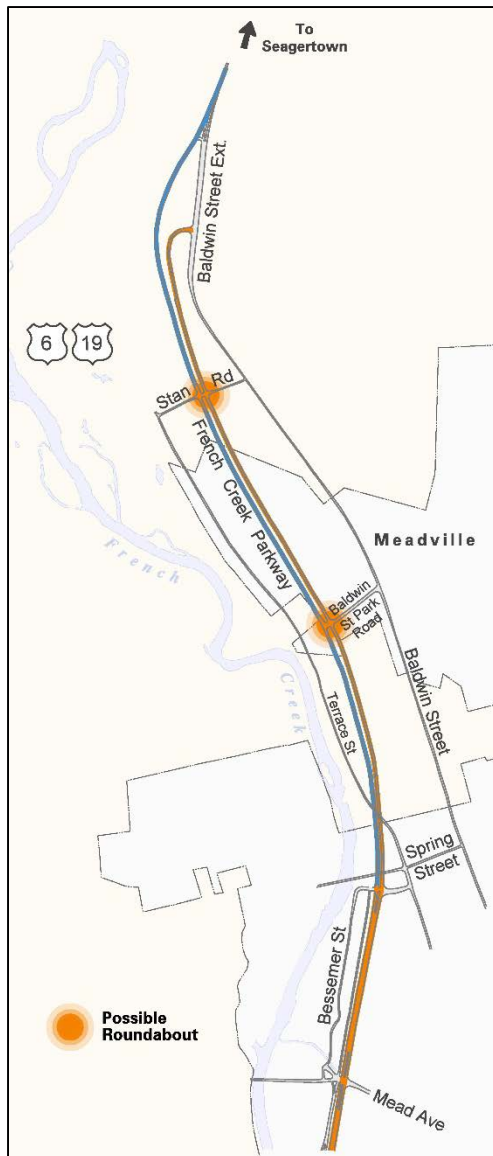 To
Seagertown
Baldwin Street Ext.
6 19
Stan Rd
French Creek Parkway
Meadville
French
Creek
Baldwin
St Park
Road
Baldwin Street
Terrace St
Spring
Street
Bessemer St
Possible
Roundabout
Mead Ave